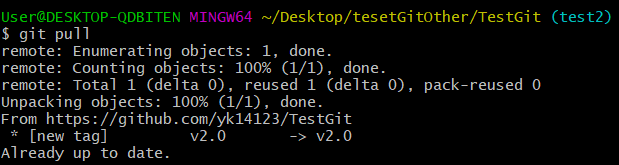 User@DESKTOP-QDBITEN MINGW64 ~/Desktop/tesetGitOther/TestGit (test2)
$ git pull
remote: Enumerating objects: 1, done.
remote: Counting objects: 100% (1/1), done.
remote: Total 1 (delta 0), reused 1 (delta 0), pack-reused 0
Unpacking objects: 100% (1/1), done.
From https://github.com/yk14123/TestGit
 * [new tag]         v2.0       -> v2.0
Already up to date.